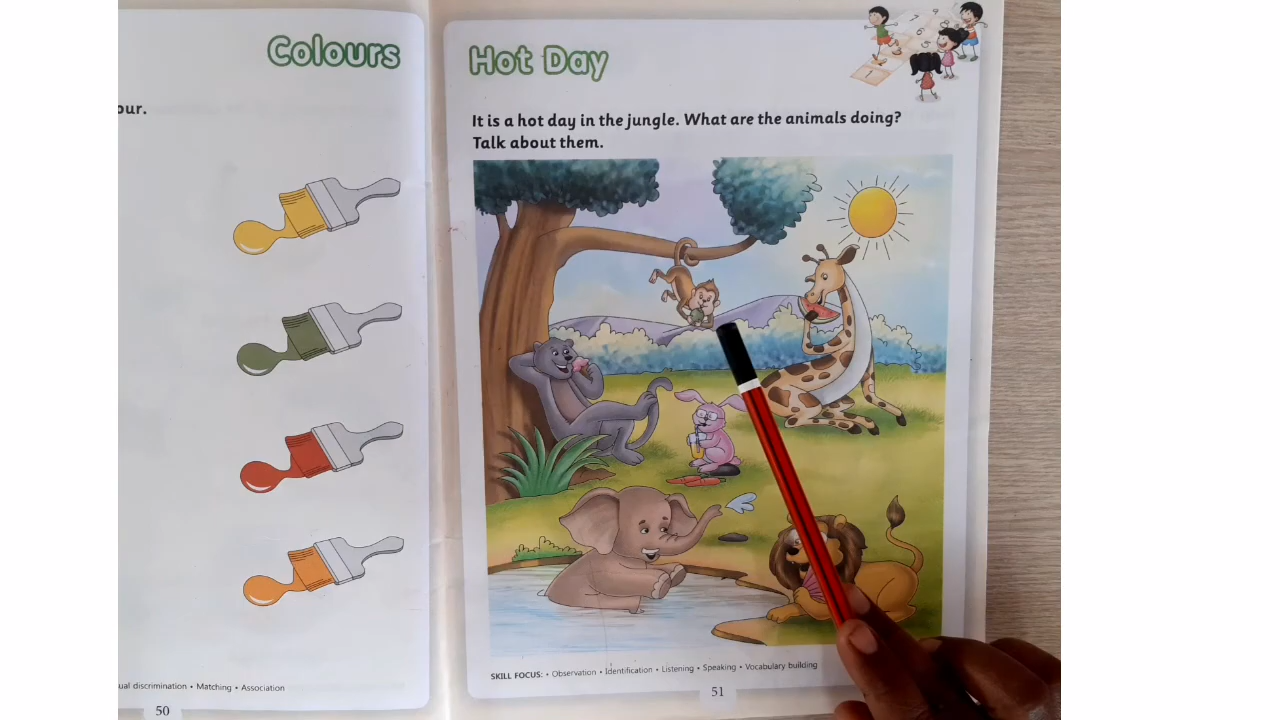 Colours
our.
ual discrimination • Matching • Association
50
Hot Day
It is a hot day in the jungle. What are the animals doing?
Talk about them.
SKILL FOCUS: • Observation • Identification • Listening • Speaking • Vocabulary building
51